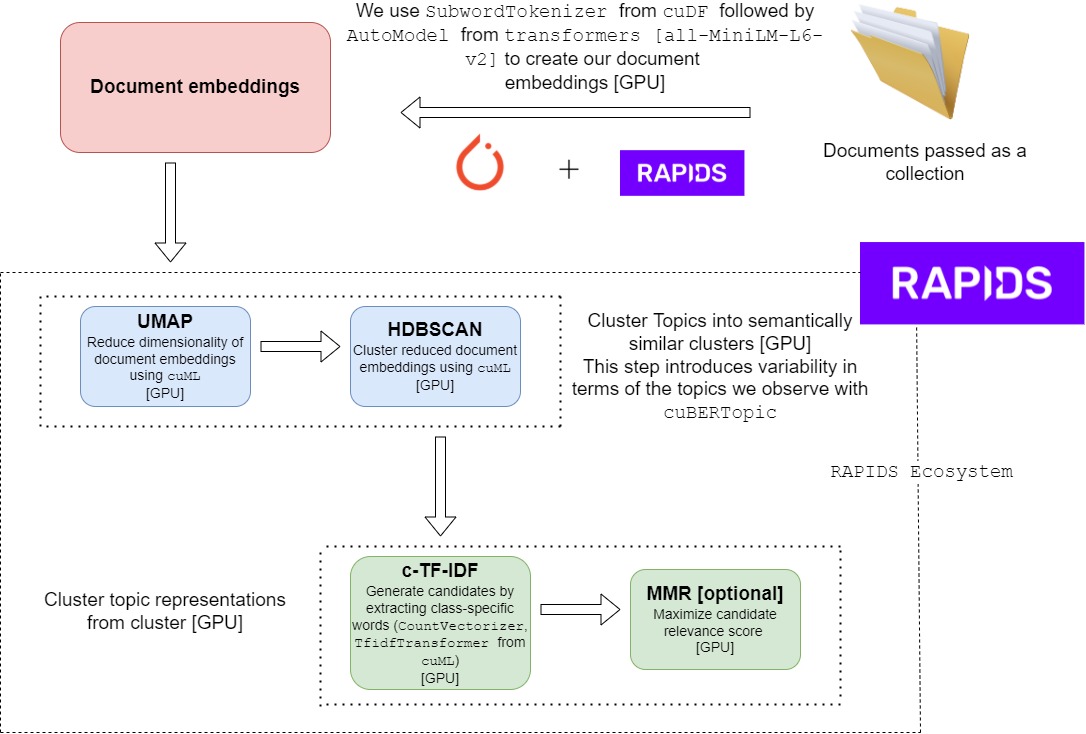 We use SubwordTokenizer from cuDF followed by
AutoModel from transformers [all-MiniLM-L6-
v2] to create our document
embeddings [GPU]
Document embeddings
+
RAPIDS
Documents passed as a
collection
RAPIDS
UMAP
Reduce dimensionality of
document embeddings
using cuML
[GPU]
HDBSCAN
Cluster reduced document
embeddings using cuML
[GPU]
Cluster Topics into semantically
similar clusters [GPU]
This step introduces variability in
terms of the topics we observe with
cuBERTopic
RAPIDS Ecosystem
Cluster topic representations
from cluster [GPU]
c-TF-IDF
Generate candidates by
extracting class-specific
words (CountVectorizer,
TfidfTransformer from
cuML)
[GPU]
MMR [optional]
Maximize candidate
relevance score
[GPU]